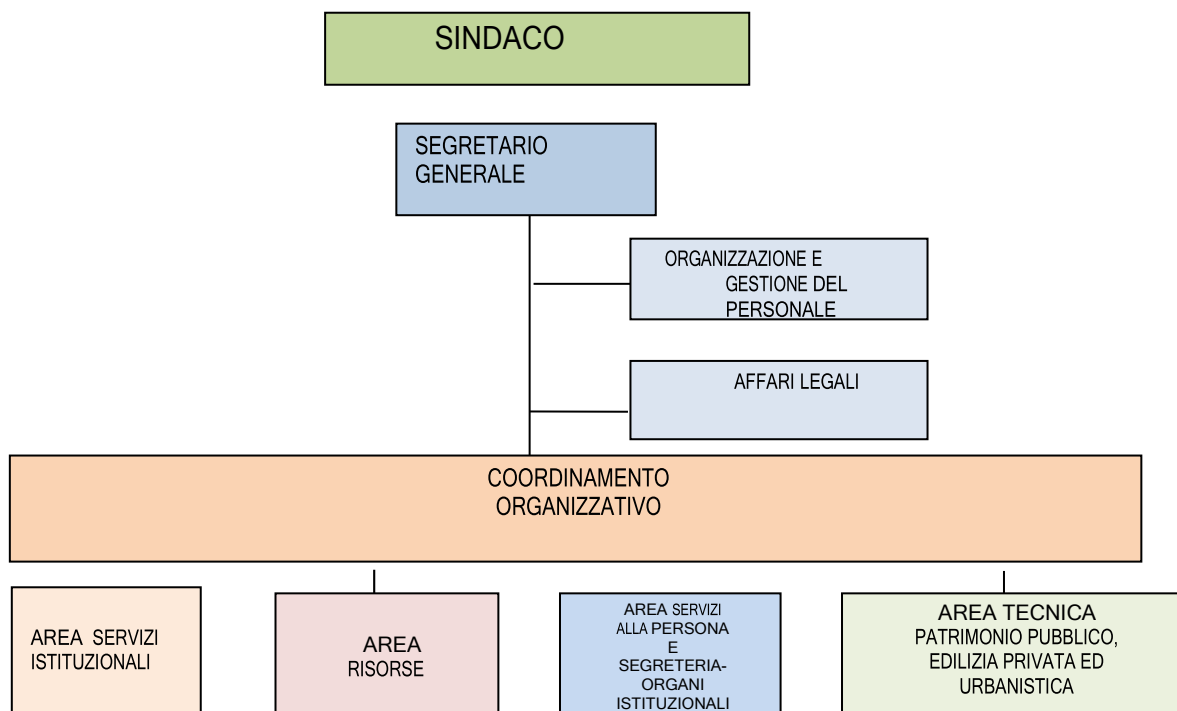 SINDACO
SEGRETARIO
GENERALE
ORGANIZZAZIONE E
GESTIONE DEL
PERSONALE
AFFARI LEGALI
COORDINAMENTO
ORGANIZZATIVO
AREA SERVIZI
ISTITUZIONALI
AREA
RISORSE
AREA SERVIZI
ALLA PERSONA
E
SEGRETERIA-
ORGANI
ISTITUZIONALI
AREA TECNICA
PATRIMONIO PUBBLICO,
EDILIZIA PRIVATA ED
URBANISTICA